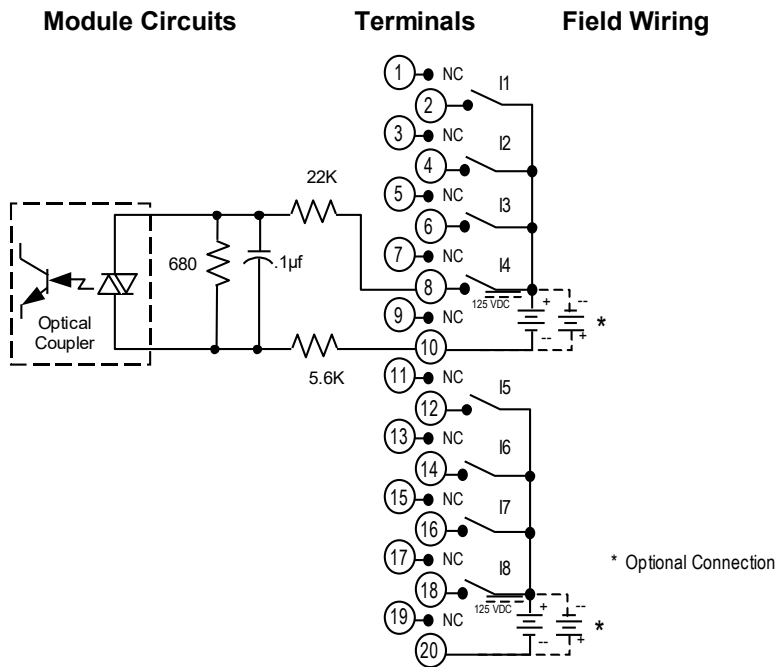 Module Circuits Terminals Field Wiring
1 NC
I1
2
3 NC
I2
4
22K
5 NC
I3
6
7 NC
680 .1µf
I4
8
125 VDC
9 NC
+ --
*
-- +
Optical
Coupler
10
5.6K
11 NC
I5
12
13 NC
I6
14
15 NC
I7
16
17 NC
* Optional Connection
I8
18
125 VDC
19 NC
+ --
*
-- +
20